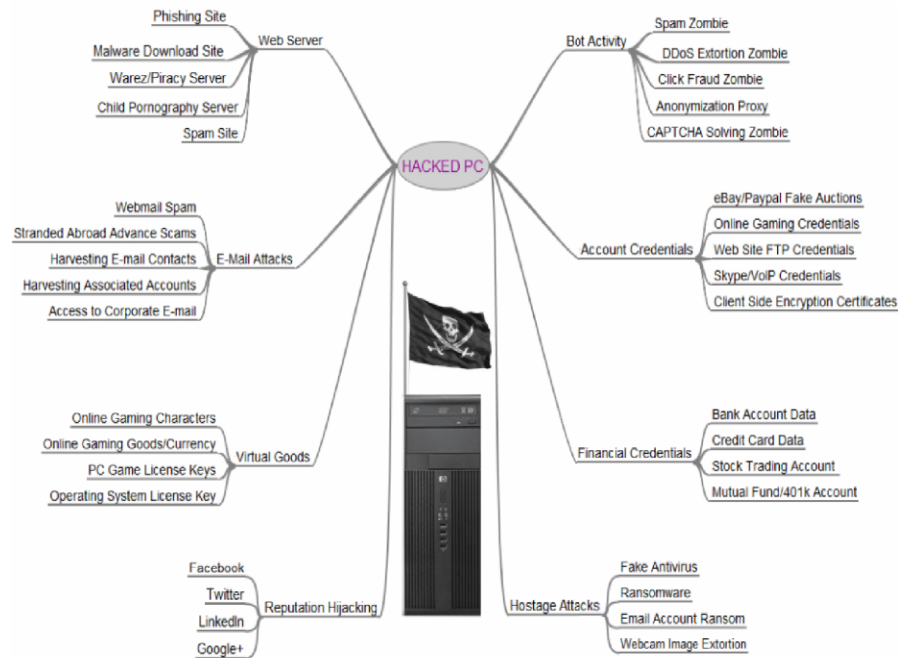 HACKED PC
Web Server
Phishing Site
Malware Download Site
Warez/Piracy Server
Child Pornography Server
Spam Site
E-Mail Attacks
Webmail Spam
Stranded Abroad Advance Scams
Harvesting E-mail Contacts
Harvesting Associated Accounts
Access to Corporate E-mail
Virtual Goods
Online Gaming Characters
Online Gaming Goods/Currency
PC Game License Keys
Operating System License Key
Reputation Hijacking
Facebook
Twitter
LinkedIn
Google+
Bot Activity
Spam Zombie
DDoS Extortion Zombie
Click Fraud Zombie
Anonymization Proxy
CAPTCHA Solving Zombie
Account Credentials
eBay/Paypal Fake Auctions
Online Gaming Credentials
Web Site FTP Credentials
Skype/VoIP Credentials
Client Side Encryption Certificates
Financial Credentials
Bank Account Data
Credit Card Data
Stock Trading Account
Mutual Fund/401k Account
Hostage Attacks
Fake Antivirus
Ransomware
Email Account Ransom
Webcam Image Extortion